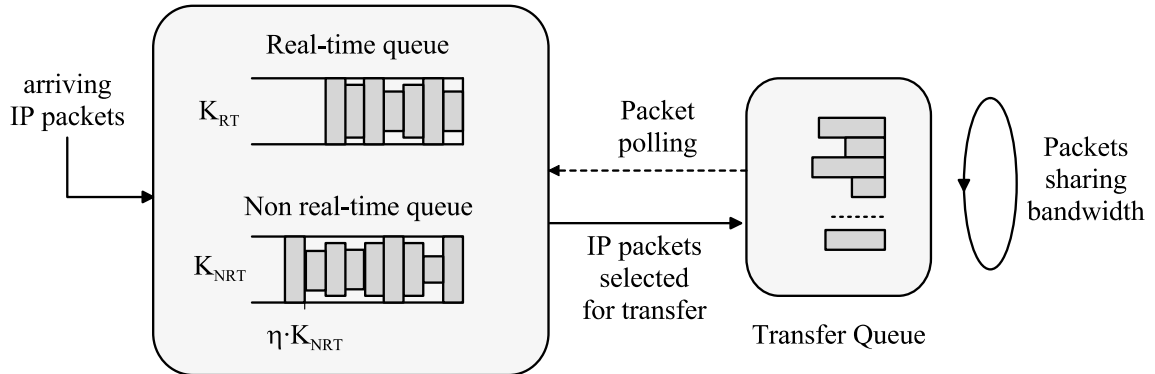 Real-time queue
arriving
IP packets
K_RT
Packet
polling
Packets
sharing
bandwidth
Non real-time queue
K_NRT
IP packets
selected
for transfer
η·K_NRT
Transfer Queue